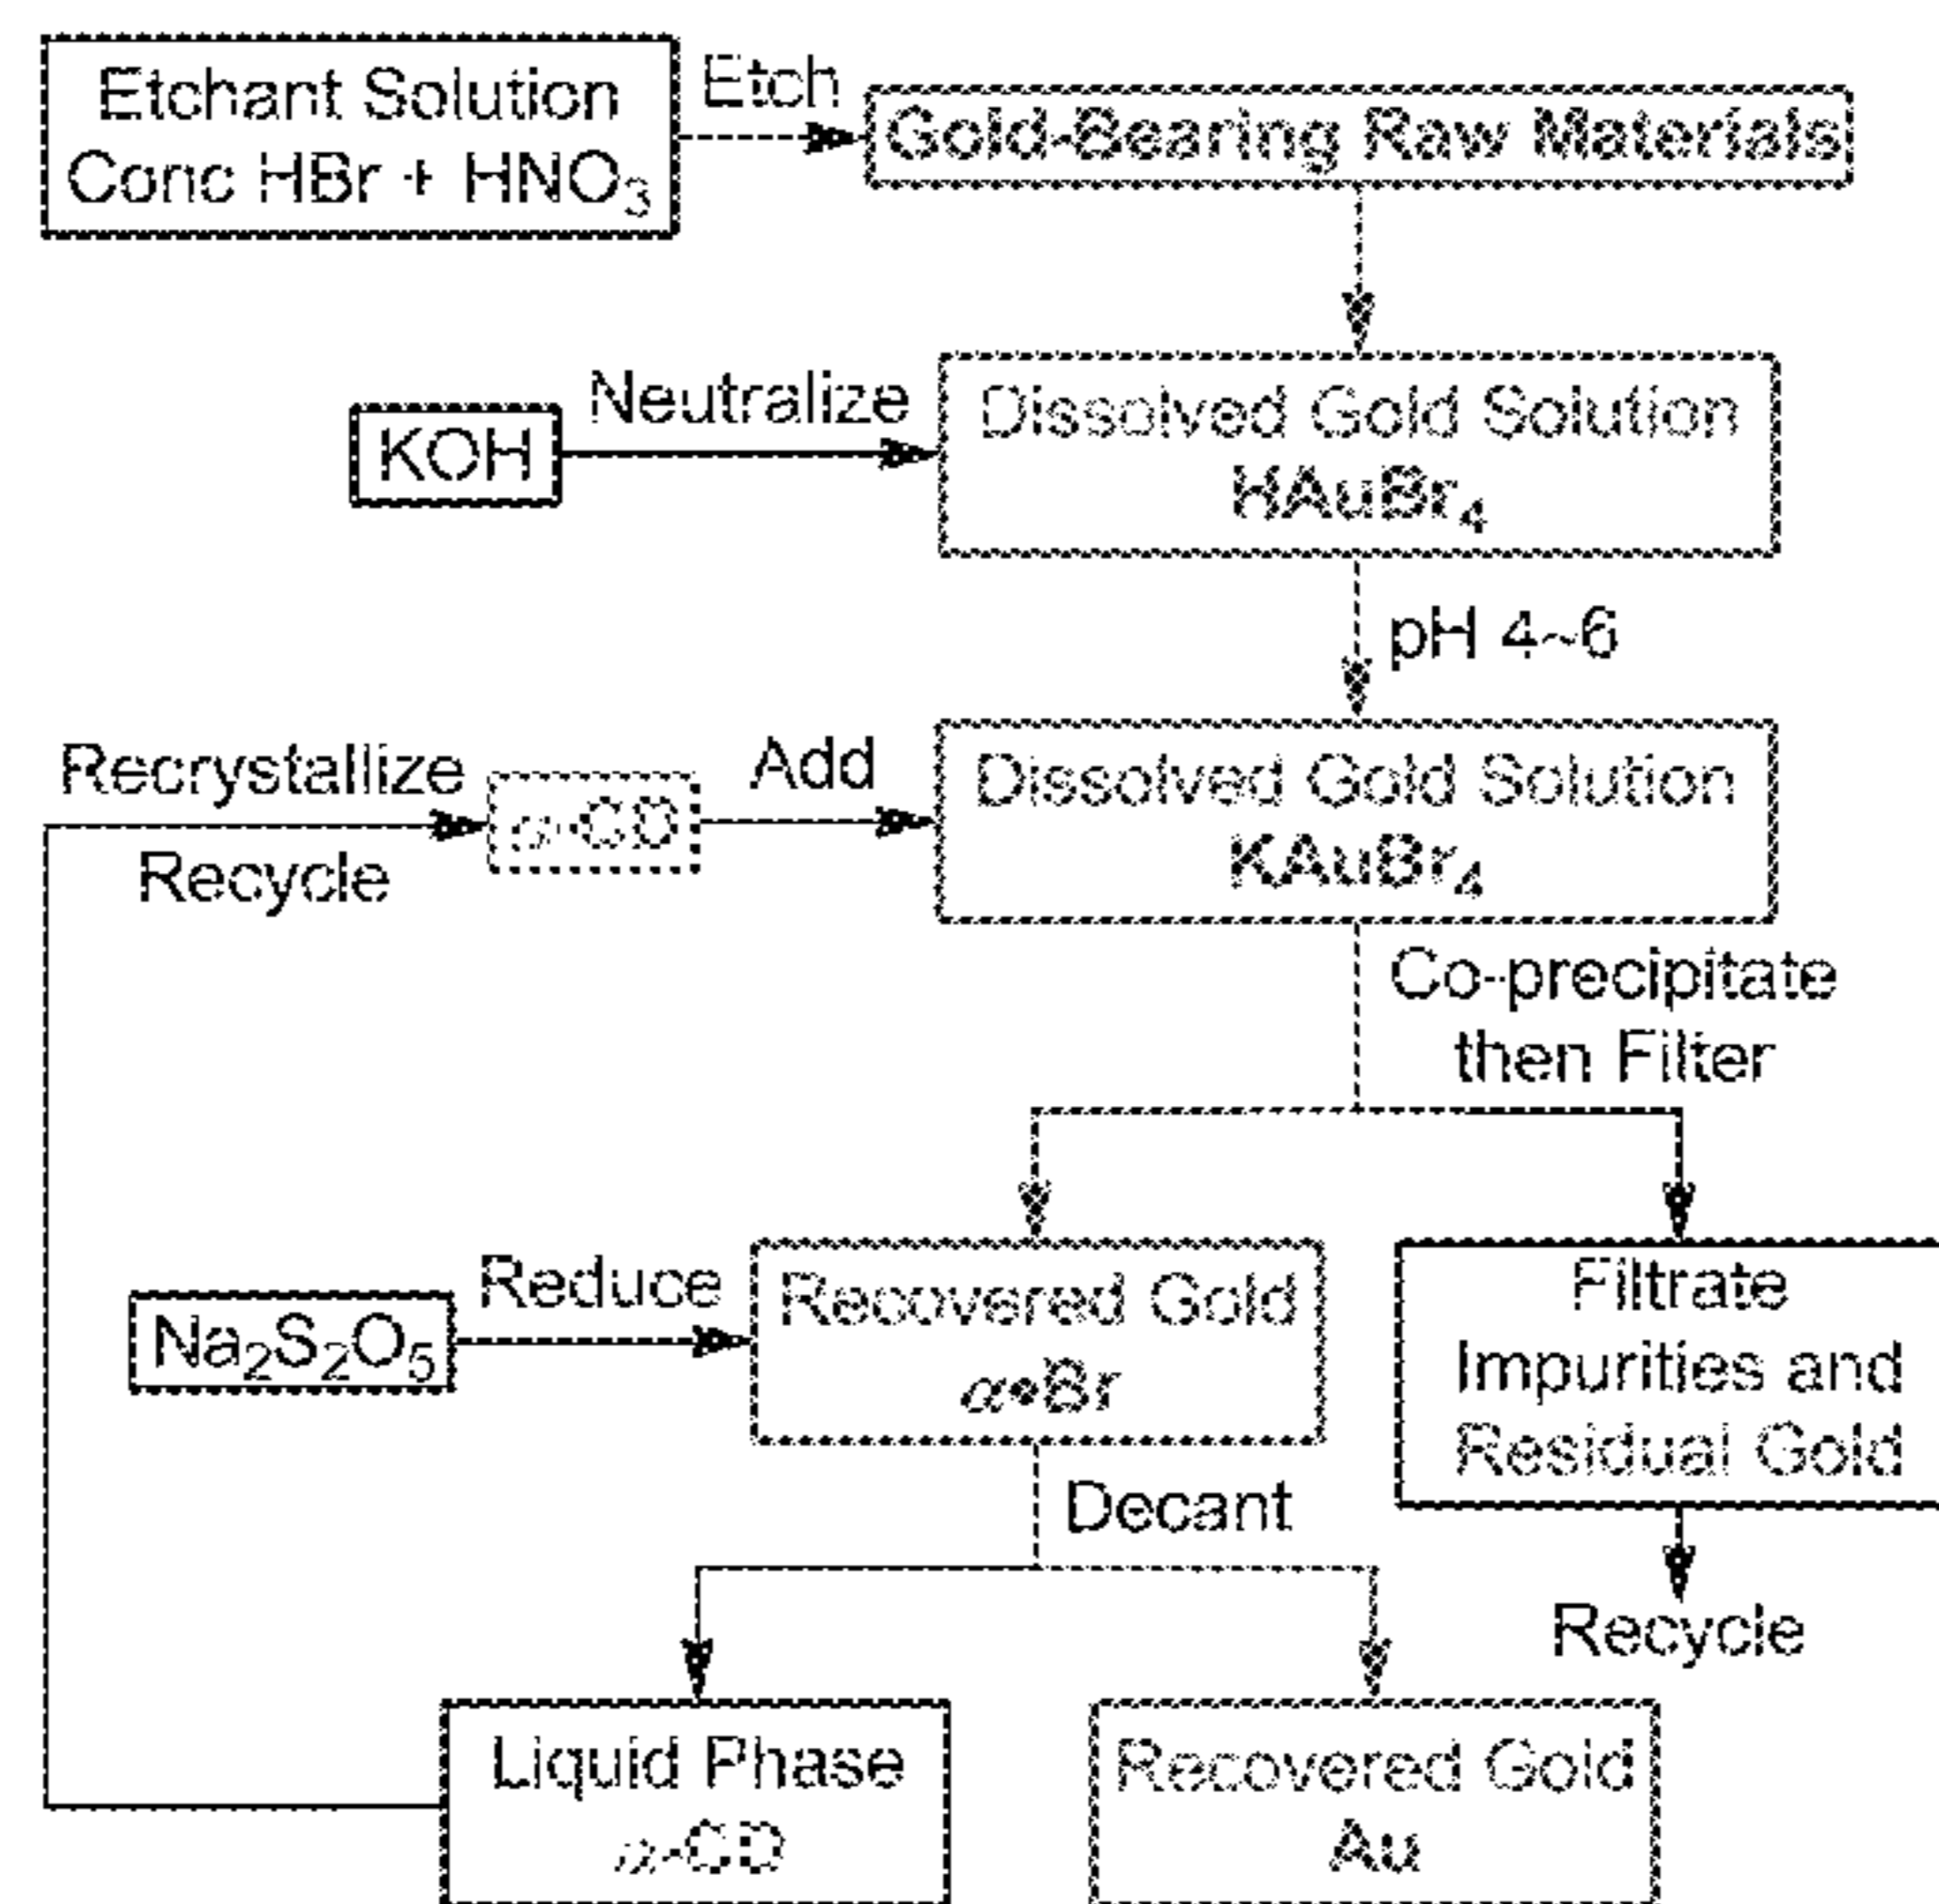 Etchant Solution
Conc HBr + HNO₃
Etch
Gold-Bearing Raw Materials
KOH
Neutralize
Dissolved Gold Solution
HAuBr₄
pH 4~6
Recrystallize
Recycle
α-CD
Add
Dissolved Gold Solution
KAuBr₄
Co-precipitate
then Filter
Na₂S₂O₅
Reduce
Recovered Gold
α•Br
Filtrate
Impurities and
Residual Gold
Decant
Recycle
Liquid Phase
α-CD
Recovered Gold
Au